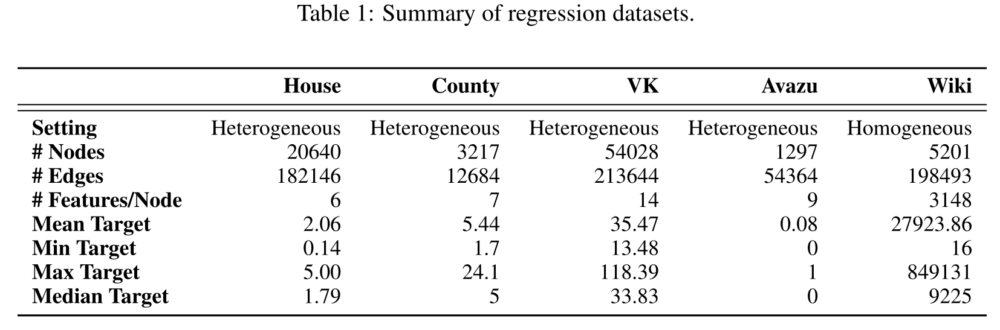 Table 1: Summary of regression datasets.
House County VK Avazu Wiki
Setting Heterogeneous Heterogeneous Heterogeneous Heterogeneous Homogeneous
# Nodes 20640 3217 54028 1297 5201
# Edges 182146 12684 213644 54364 198493
# Features/Node 6 7 14 9 3148
Mean Target 2.06 5.44 35.47 0.08 27923.86
Min Target 0.14 1.7 13.48 0 16
Max Target 5.00 24.1 118.39 1 849131
Median Target 1.79 5 33.83 0 9225